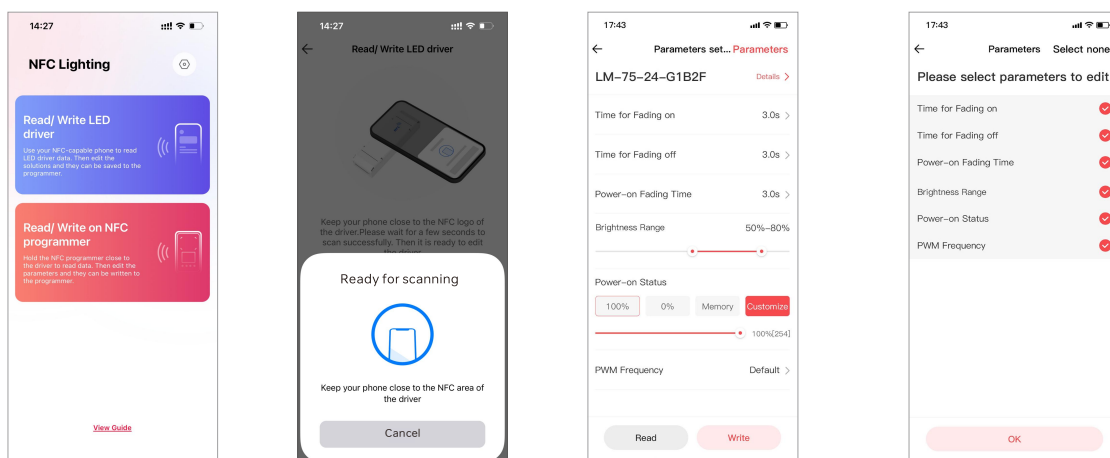 14:27
NFC Lighting
Read/ Write LED
driver
Use your NFC-capable phone to read
LED driver data. Then edit the
solutions and they can be saved to the
programmer.
Read/ Write on NFC
programmer
Hold the NFC programmer close to
the driver to read data. Then edit the
parameters and they can be written to
the programmer.
View Guide
14:27
Read/ Write LED driver
Keep your phone close to the NFC logo of
the driver.Please wait for a few seconds to
scan successfully. Then it is ready to edit
the driver
Ready for scanning
Keep your phone close to the NFC area of
the driver
Cancel
17:43
Parameters set... Parameters
LM-75-24-G1B2F Details >
Time for Fading on 3.0s >
Time for Fading off 3.0s >
Power-on Fading Time 3.0s >
Brightness Range 50%-80%
Power-on Status
100% 0% Memory Customize
100%[254]
PWM Frequency Default >
Read Write
17:43
Parameters Select none
Please select parameters to edit
Time for Fading on
Time for Fading off
Power-on Fading Time
Brightness Range
Power-on Status
PWM Frequency
OK